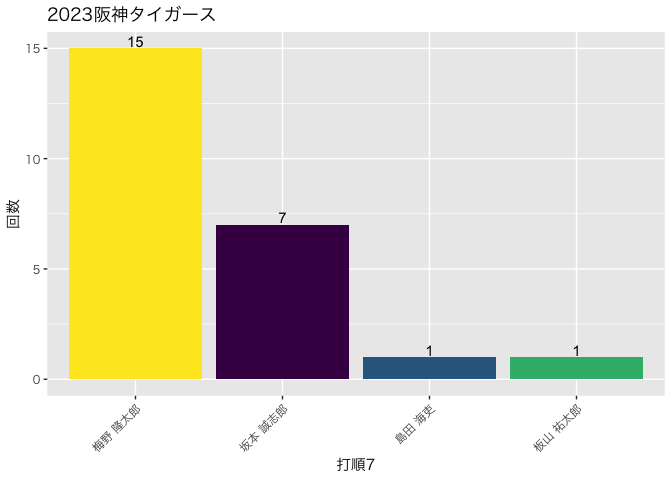 2023阪神タイガース
回数
15
10
5
0
15
7
1
1
梅野 隆太郎
坂本 誠志郎
島田 海吏
板山 祐太郎
打順7